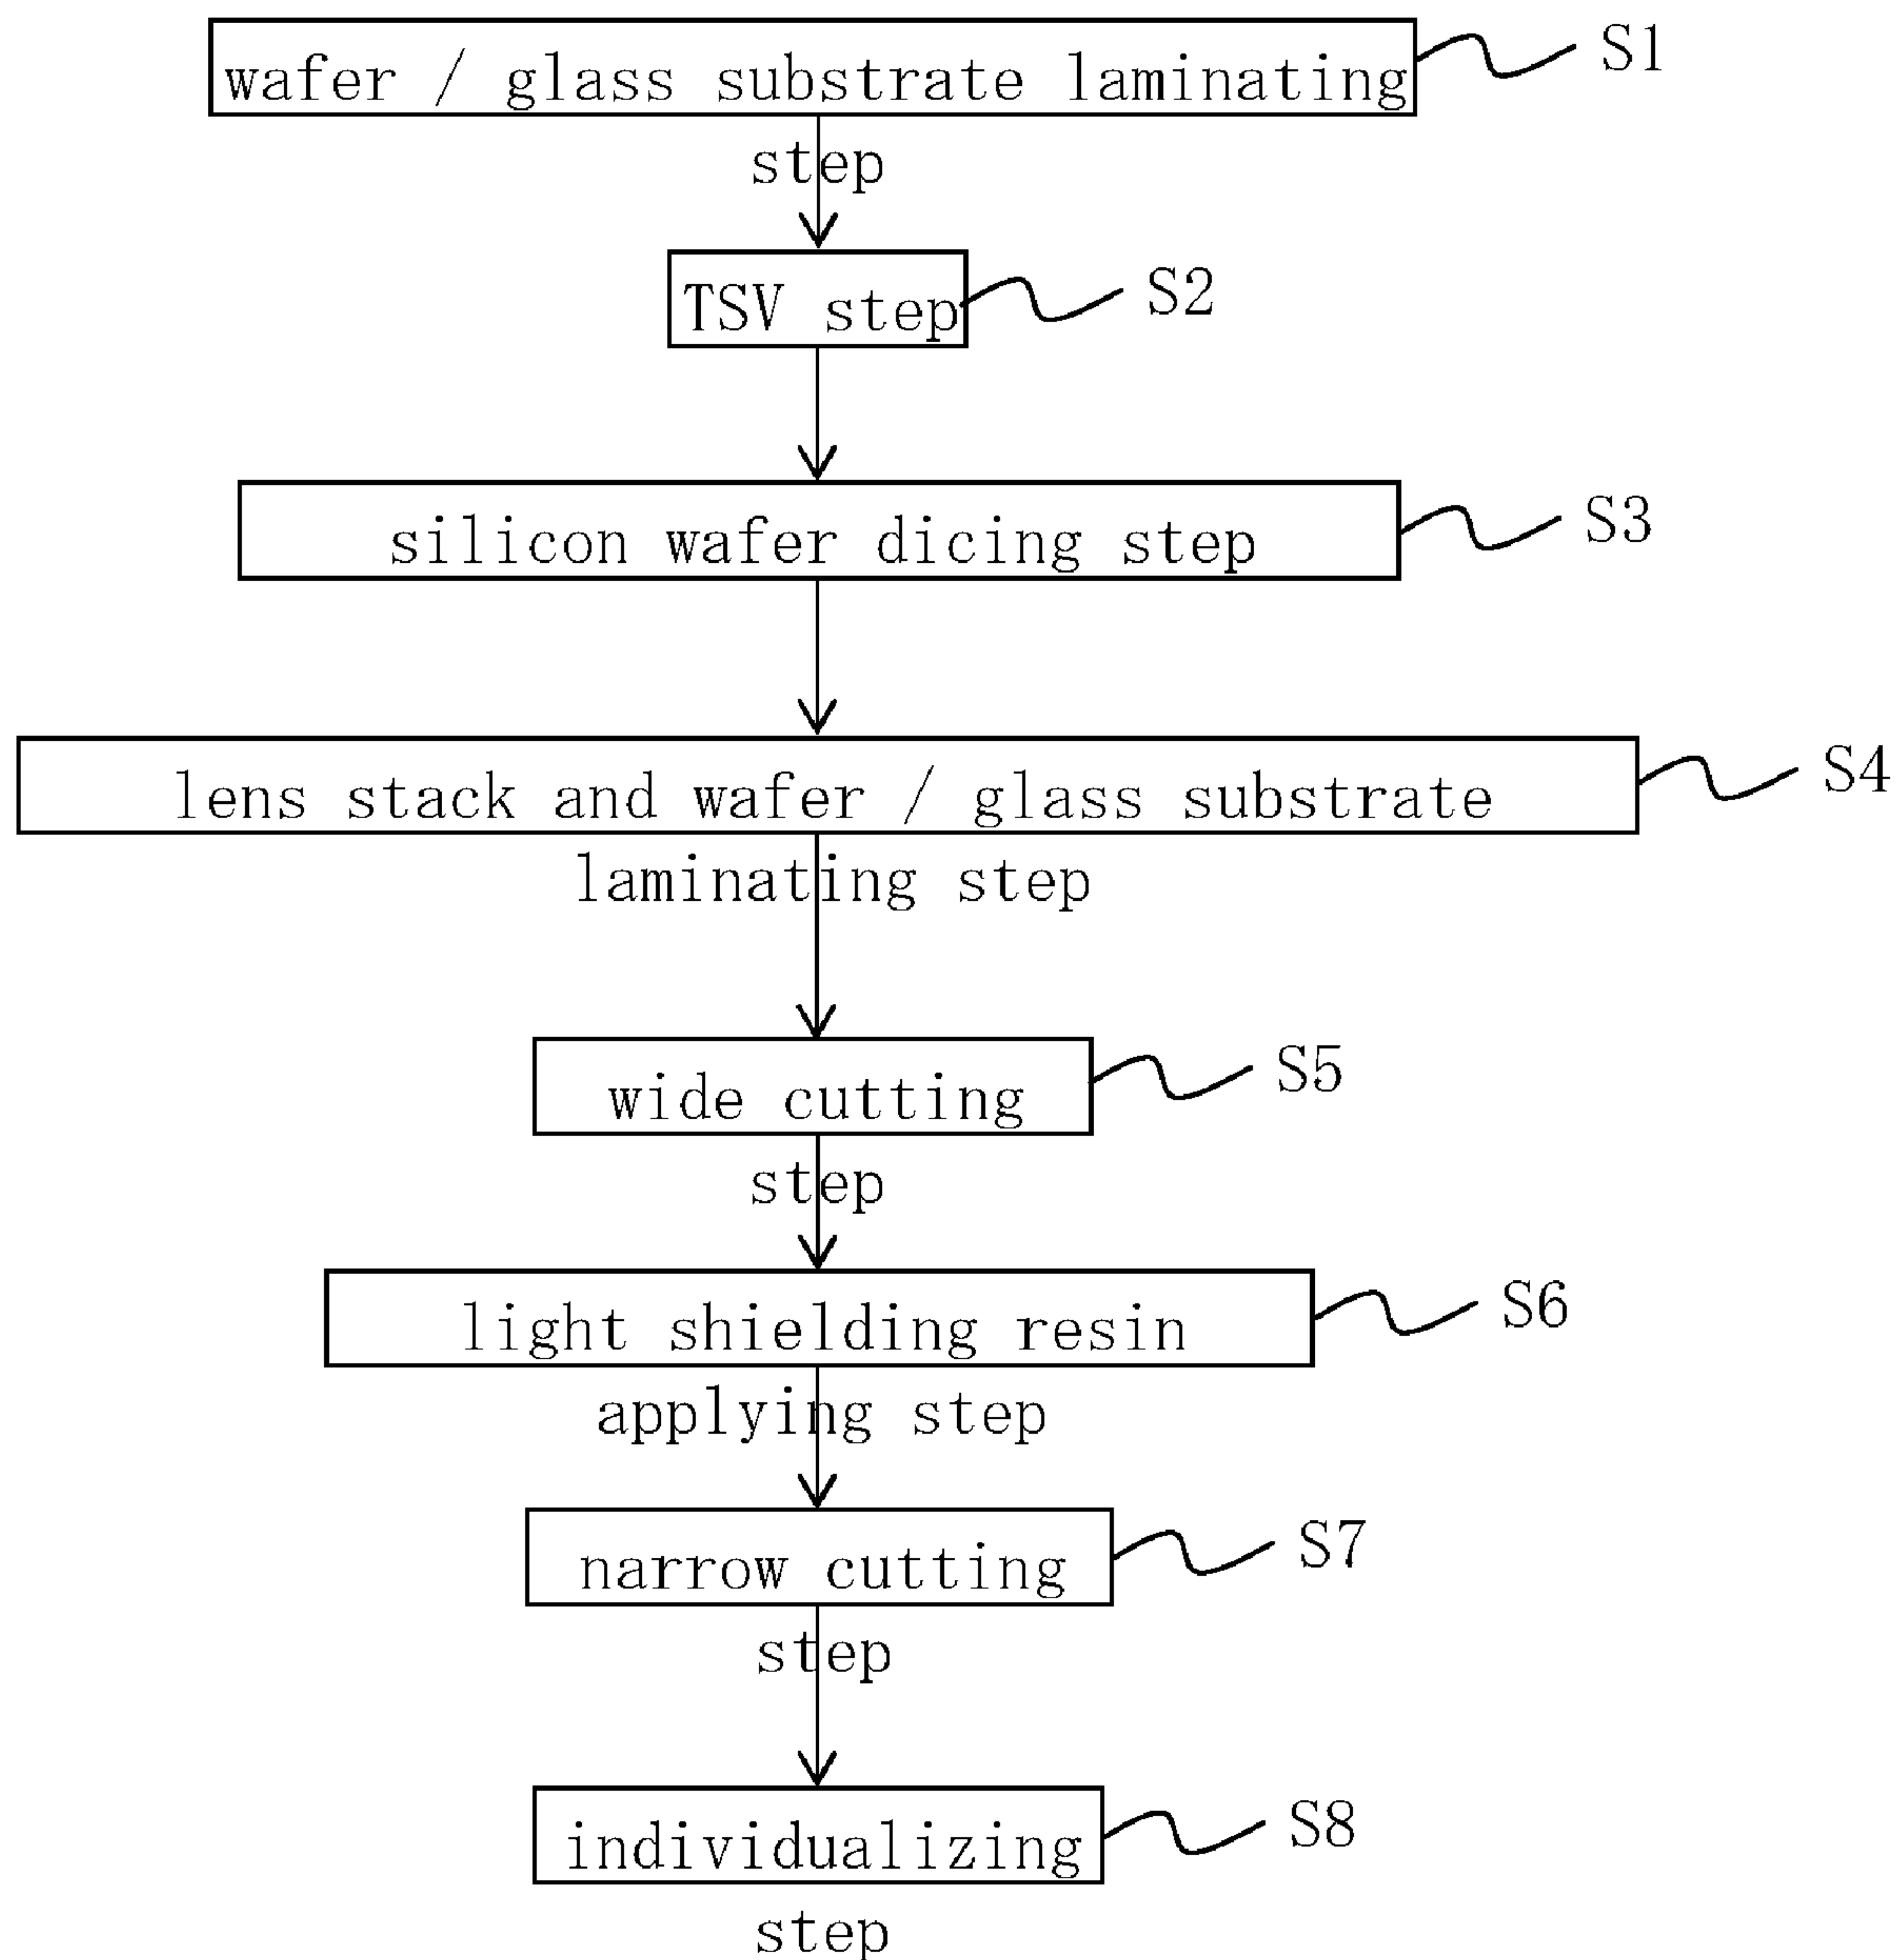 wafer / glass substrate laminating S1
step
TSV step S2
silicon wafer dicing step S3
lens stack and wafer / glass substrate S4
laminating step
wide cutting S5
step
light shielding resin S6
applying step
narrow cutting S7
step
individualizing S8
step